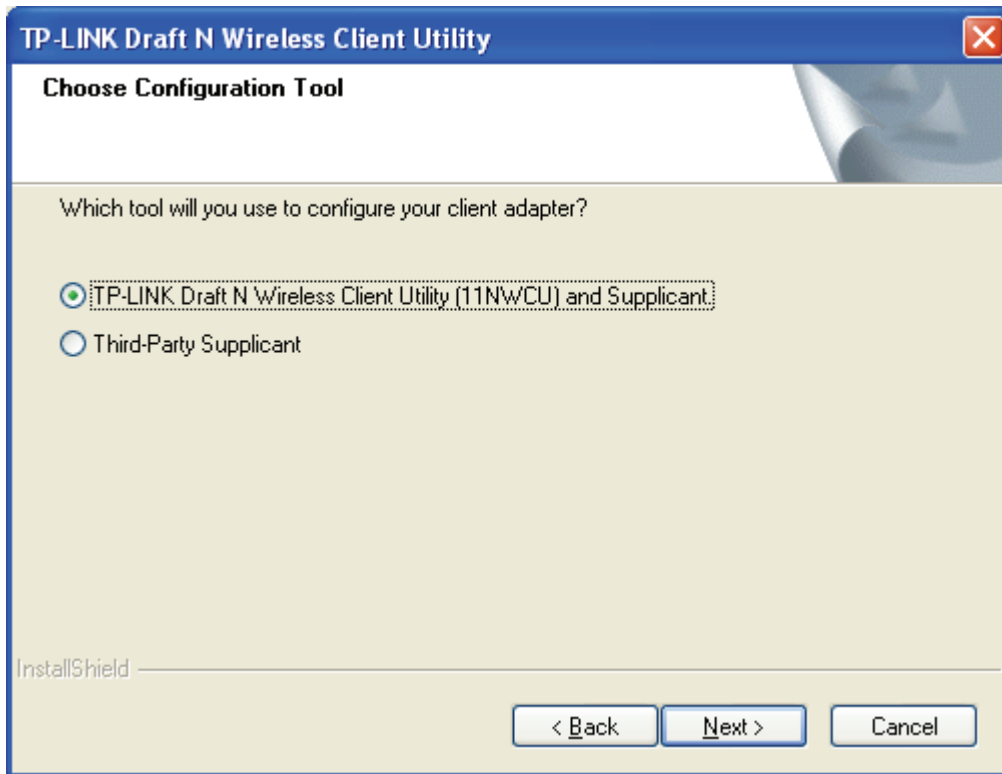 TP-LINK Draft N Wireless Client Utility
Choose Configuration Tool
Which tool will you use to configure your client adapter?
TP-LINK Draft N Wireless Client Utility (11NWCU) and Supplicant.
Third-Party Supplicant
InstallShield
< Back Next > Cancel